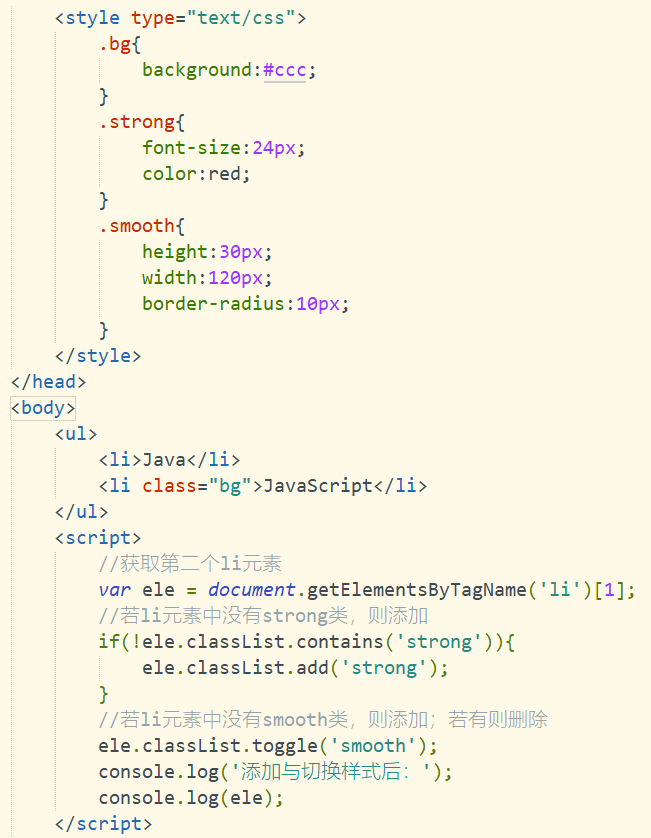 <style type="text/css">
.bg{
background:#ccc;
}
.strong{
font-size:24px;
color:red;
}
.smooth{
height:30px;
width:120px;
border-radius:10px;
}
</style>
</head>
<body>
<ul>
<li>Java</li>
<li class="bg">JavaScript</li>
</ul>
<script>
//获取第二个li元素
var ele = document.getElementsByTagName('li')[1];
//若li元素中没有strong类，则添加
if(!ele.classList.contains('strong')){
ele.classList.add('strong');
}
//若li元素中没有smooth类，则添加；若有则删除
ele.classList.toggle('smooth');
console.log('添加与切换样式后：');
console.log(ele);
</script>